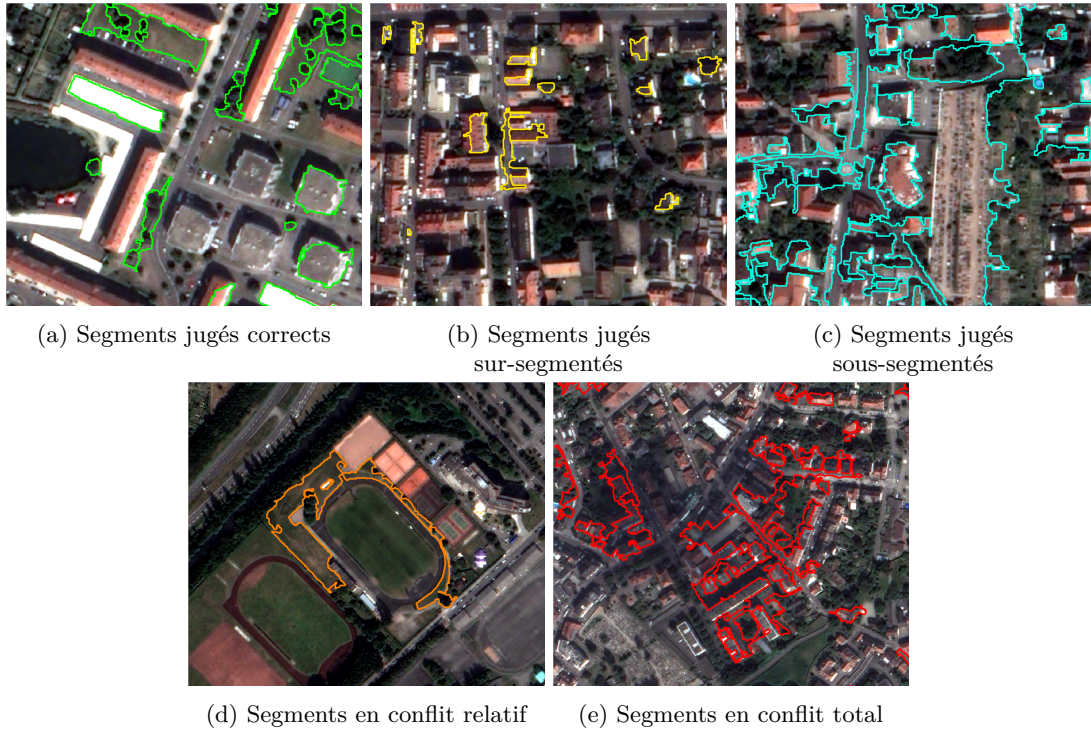 (a) Segments jugés corrects
(b) Segments jugés
sur-segmentés
(c) Segments jugés
sous-segmentés
(d) Segments en conflit relatif
(e) Segments en conflit total